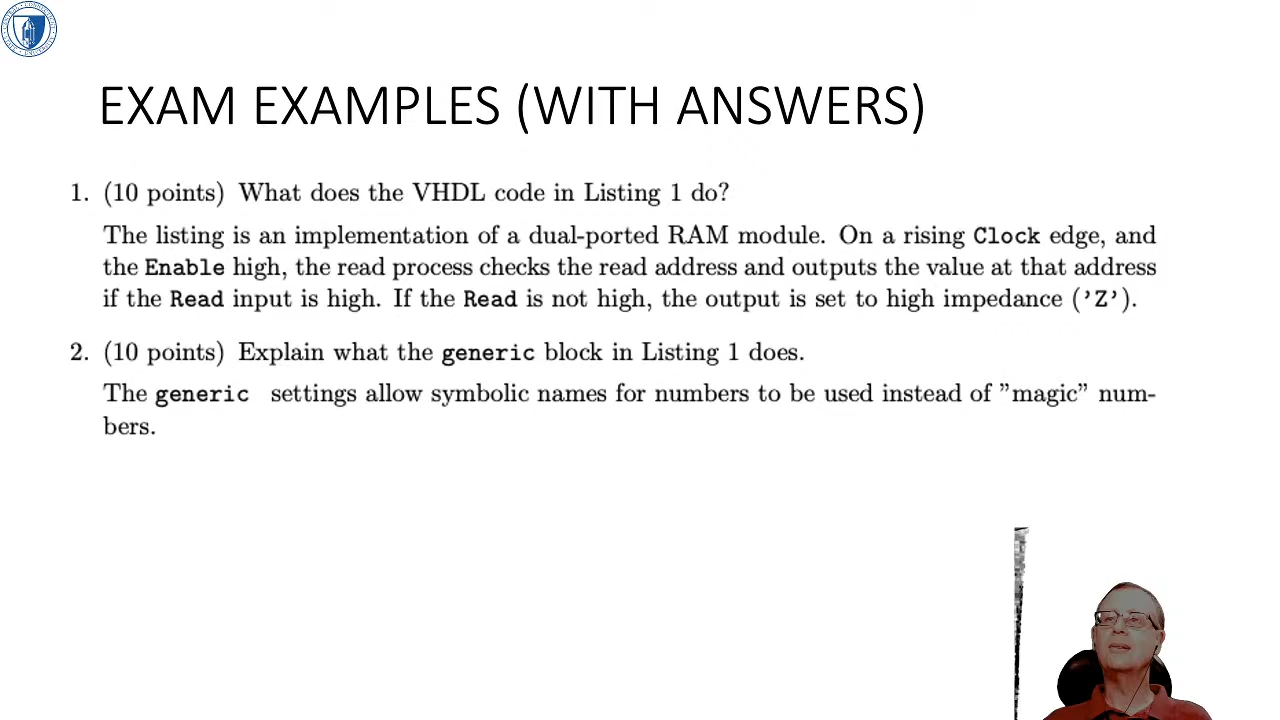 EXAM EXAMPLES (WITH ANSWERS)
1. (10 points) What does the VHDL code in Listing 1 do?
The listing is an implementation of a dual-ported RAM module. On a rising Clock edge, and
the Enable high, the read process checks the read address and outputs the value at that address
if the Read input is high. If the Read is not high, the output is set to high impedance ('Z').
2. (10 points) Explain what the generic block in Listing 1 does.
The generic settings allow symbolic names for numbers to be used instead of ”magic” num-
bers.